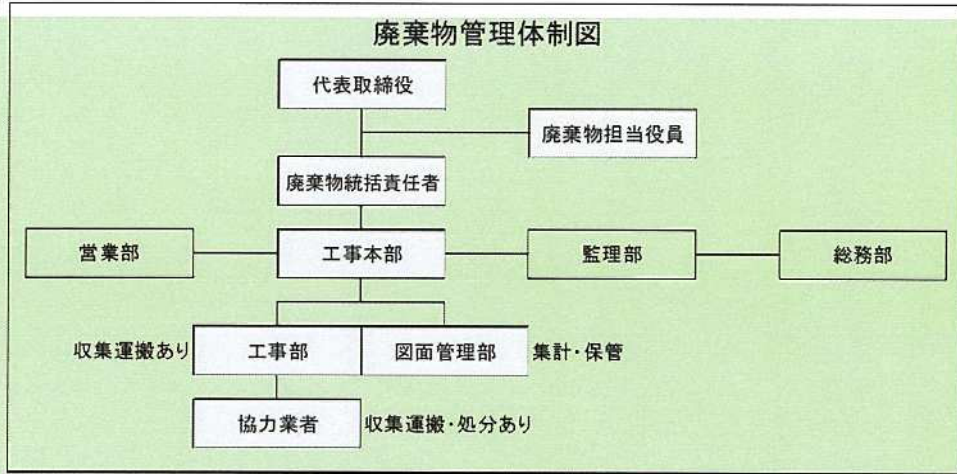 廃棄物管理体制図
代表取締役
廃棄物担当役員
廃棄物統括責任者
営業部
工事本部
監理部
総務部
収集運搬あり
工事部
図面管理部
集計・保管
協力業者
収集運搬・処分あり